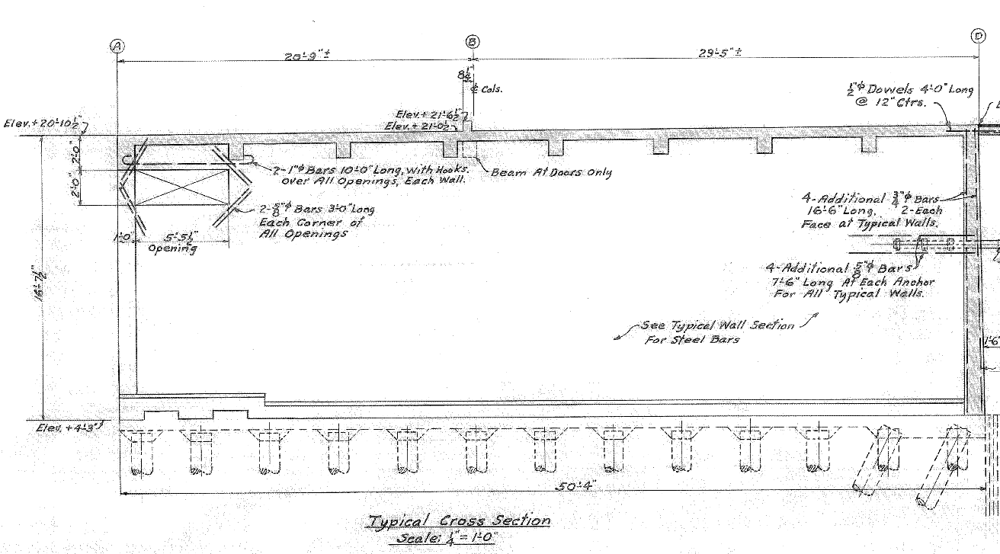 A
B
D
20'-9" ±
29'-5" ±
8½"
℄ Cols.
½"ϕ Dowels 4'-0" Long
@ 12" Ctrs.
Elev. + 21'-6½"
Elev. + 21'-0½"
Elev. + 20'-10½"
2'-0"
2'-0"
2-1"ϕ Bars 10'-0" Long, With Hooks.
Over All Openings, Each Wall.
Beam At Doors Only
2-⅝"ϕ Bars 3'-0" Long
Each Corner of
All Openings
1'-0"
5'-5½"
Opening
4-Additional ¾"ϕ Bars
16'-6" Long, 2-Each
Face at Typical Walls.
4-Additional ⅝"ϕ Bars
7'-6" Long At Each Anchor
For All Typical Walls.
16'-7½"
See Typical Wall Section
For Steel Bars
1'-6"
Elev. + 4'-3"
50'-4"
Typical Cross Section
Scale: ¼" = 1'-0"